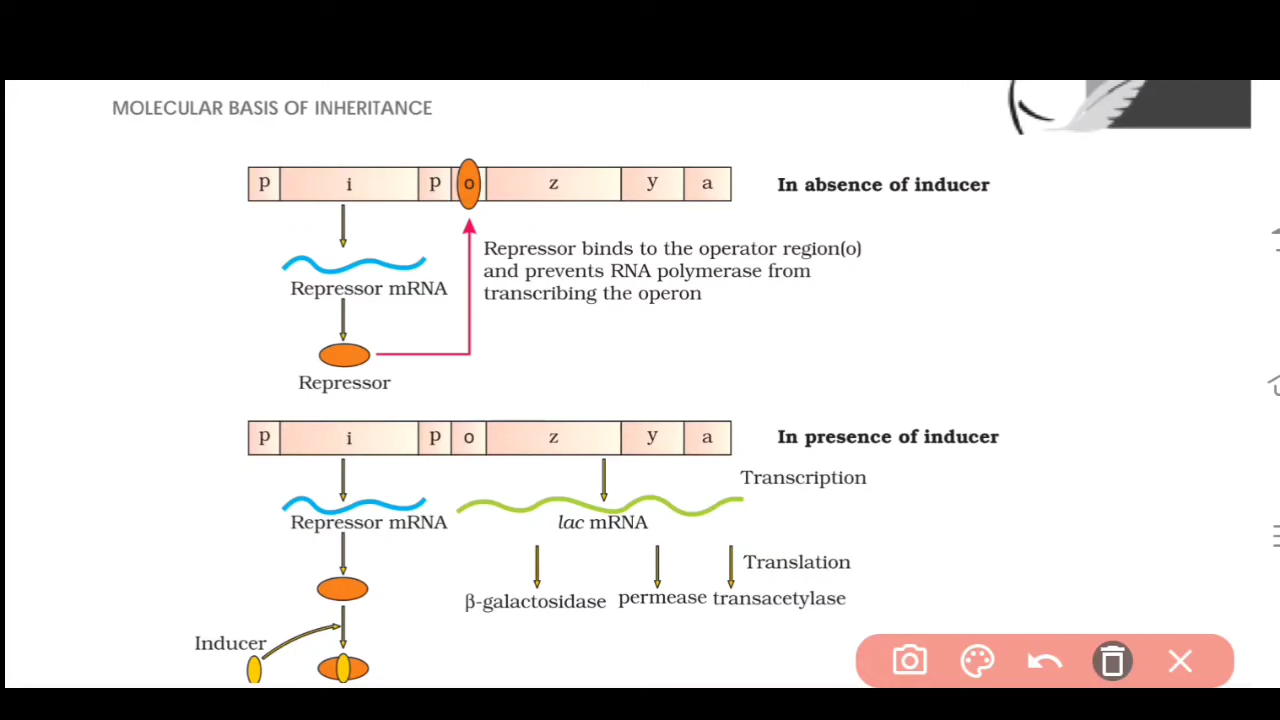 MOLECULAR BASIS OF INHERITANCE
p i p o z y a In absence of inducer
Repressor binds to the operator region(o)
and prevents RNA polymerase from
transcribing the operon
Repressor mRNA
Repressor
p i p o z y a In presence of inducer
Transcription
Repressor mRNA lac mRNA
Translation
β-galactosidase permease transacetylase
Inducer